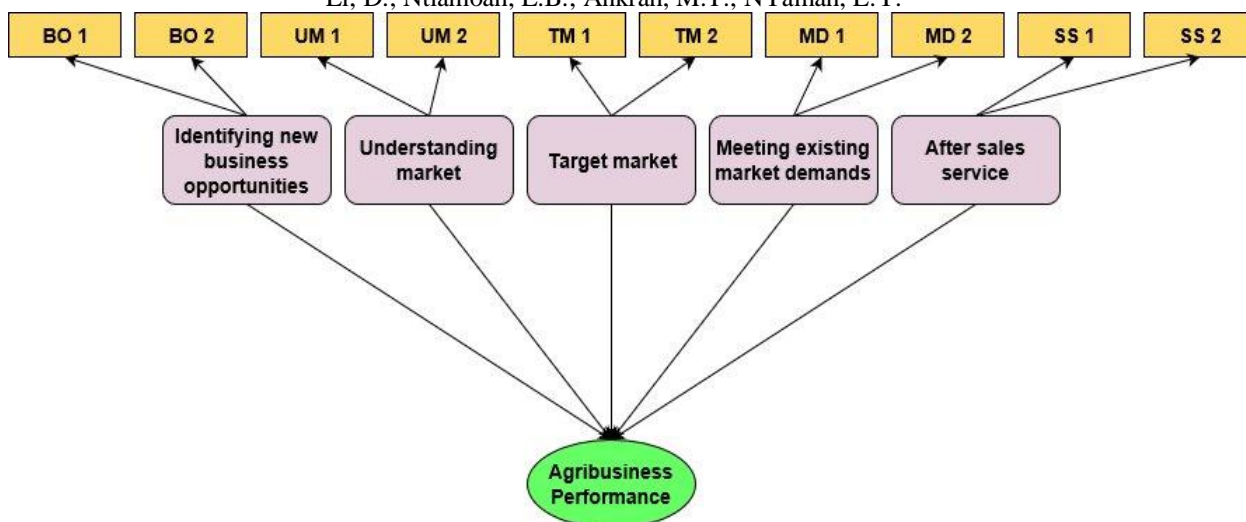 BO 1 BO 2 UM 1 UM 2 TM 1 TM 2 MD 1 MD 2 SS 1 SS 2
Identifying new
business
opportunities
Understanding
market
Target market
Meeting existing
market demands
After sales
service
Agribusiness
Performance